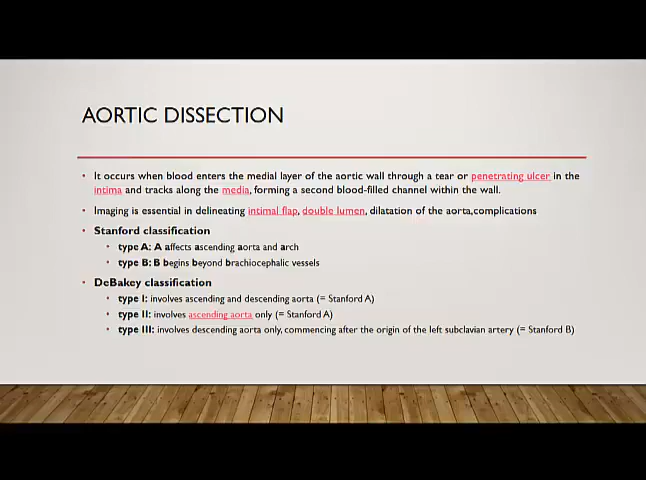 AORTIC DISSECTION
• It occurs when blood enters the medial layer of the aortic wall through a tear or penetrating ulcer in the
intima and tracks along the media, forming a second blood-filled channel within the wall.
• Imaging is essential in delineating intimal flap, double lumen, dilatation of the aorta,complications
• Stanford classification
• type A: A affects ascending aorta and arch
• type B: B begins beyond brachiocephalic vessels
• DeBakey classification
• type I: involves ascending and descending aorta (= Stanford A)
• type II: involves ascending aorta only (= Stanford A)
• type III: involves descending aorta only, commencing after the origin of the left subclavian artery (= Stanford B)